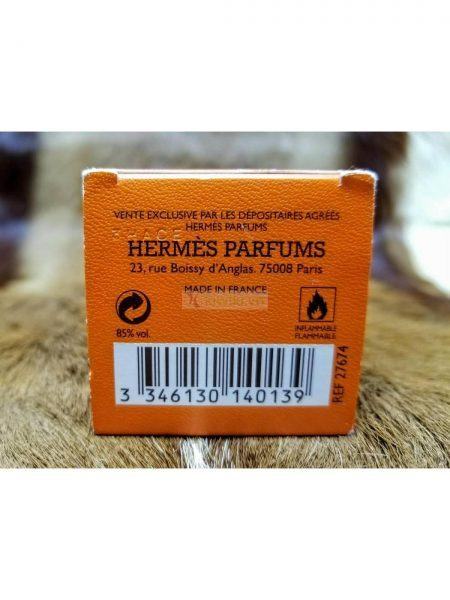 VENTE EXCLUSIVE PAR LES DÉPOSITAIRES AGRÉÉS
HERMÈS PARFUMS
HERMÈS PARFUMS
23, rue Boissy d'Anglas. 75008 Paris
MADE IN FRANCE
85% vol.
INFLAMMABLE
FLAMMABLE
REF 27674
3 346130 140139